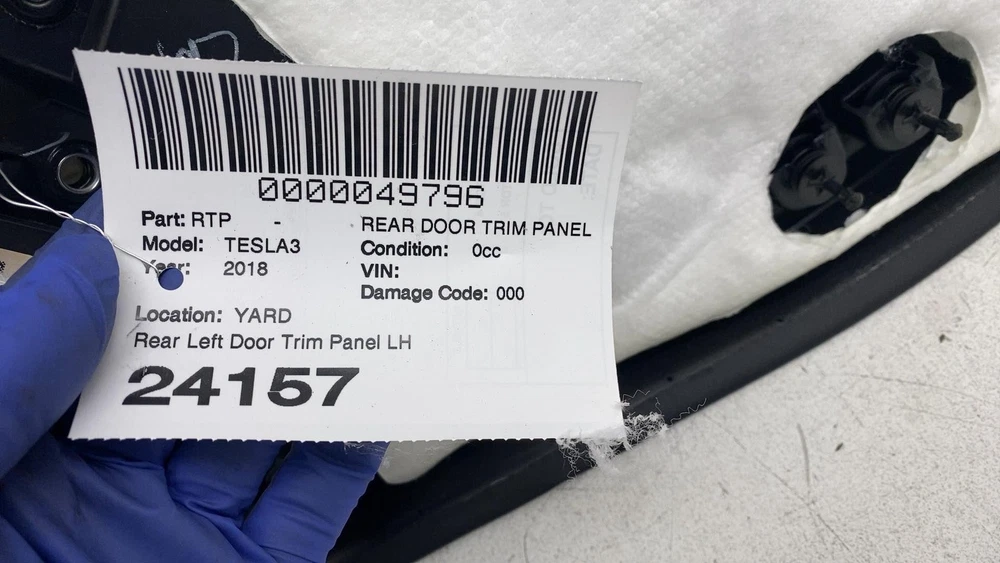 0000049796
Part: RTP - REAR DOOR TRIM PANEL
Model: TESLA3 Condition: 0cc
Year: 2018 VIN:
Damage Code: 000
Location: YARD
Rear Left Door Trim Panel LH
24157